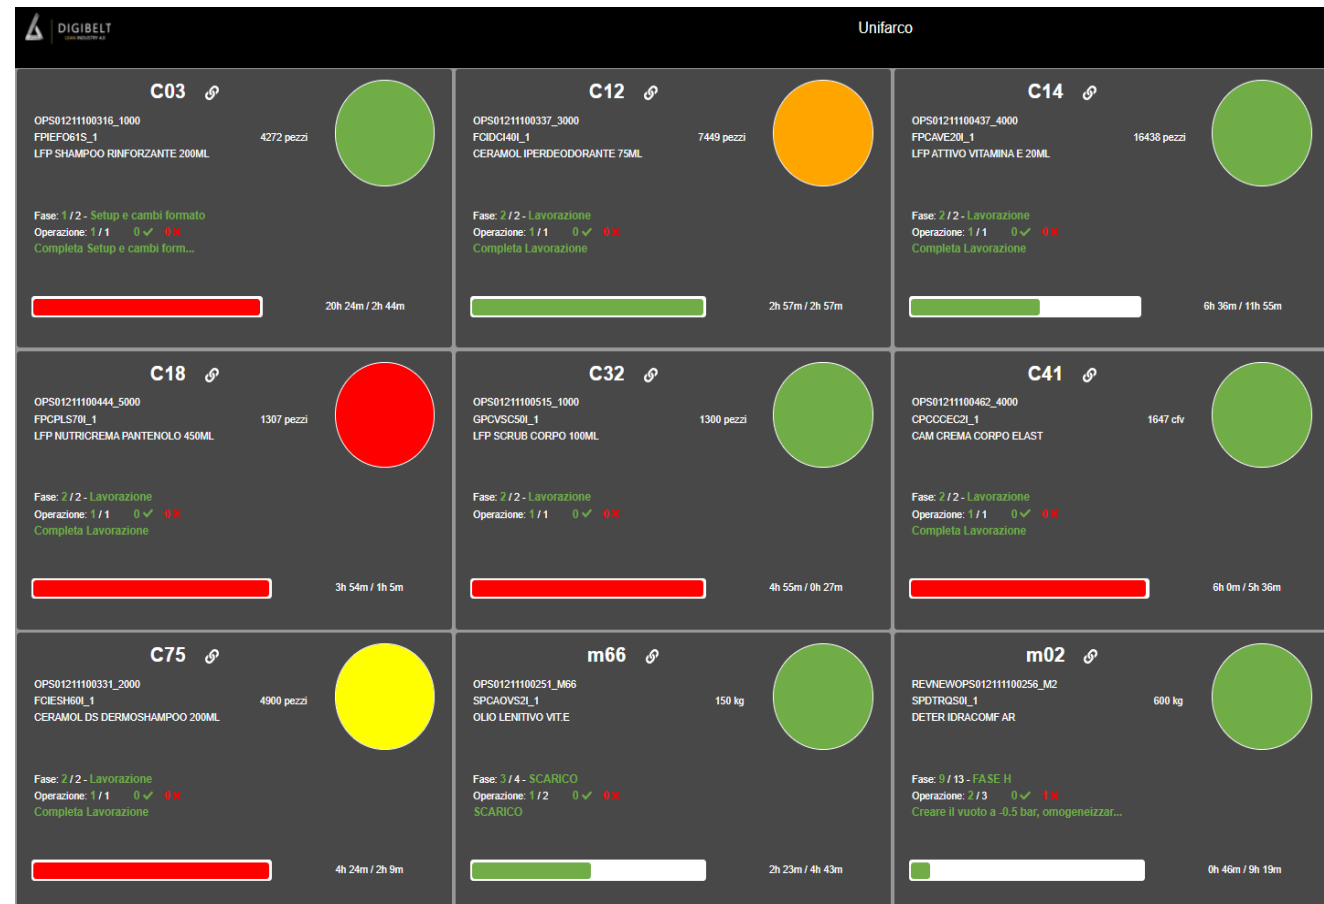 DIGIBELT
LEAN INDUSTRY 4.0
Unifarco
C03
OPS01211100316_1000
FPIEFO61S_1
4272 pezzi
LFP SHAMPOO RINFORZANTE 200ML
Fase: 1 / 2 - Setup e cambi formato
Operazione: 1 / 1 0 ✓ 0 ×
Completa Setup e cambi form...
20h 24m / 2h 44m
C12
OPS01211100337_3000
FCIDCI40I_1
7449 pezzi
CERAMOL IPERDEODORANTE 75ML
Fase: 2 / 2 - Lavorazione
Operazione: 1 / 1 0 ✓ 0 ×
Completa Lavorazione
2h 57m / 2h 57m
C14
OPS01211100437_4000
FPCAVE20I_1
16438 pezzi
LFP ATTIVO VITAMINA E 20ML
Fase: 2 / 2 - Lavorazione
Operazione: 1 / 1 0 ✓ 0 ×
Completa Lavorazione
6h 36m / 11h 55m
C18
OPS01211100444_5000
FPCPLS70I_1
1307 pezzi
LFP NUTRICREMA PANTENOLO 450ML
Fase: 2 / 2 - Lavorazione
Operazione: 1 / 1 0 ✓ 0 ×
Completa Lavorazione
3h 54m / 1h 5m
C32
OPS01211100515_1000
GPCVSC50I_1
1300 pezzi
LFP SCRUB CORPO 100ML
Fase: 2 / 2 - Lavorazione
Operazione: 1 / 1 0 ✓ 0 ×
4h 55m / 0h 27m
C41
OPS01211100462_4000
CPCCCEC2I_1
1647 cfv
CAM CREMA CORPO ELAST
Fase: 2 / 2 - Lavorazione
Operazione: 1 / 1 0 ✓ 0 ×
Completa Lavorazione
6h 0m / 5h 36m
C75
OPS01211100331_2000
FCIESH60I_1
4900 pezzi
CERAMOL DS DERMOSHAMPOO 200ML
Fase: 2 / 2 - Lavorazione
Operazione: 1 / 1 0 ✓ 0 ×
Completa Lavorazione
4h 24m / 2h 9m
m66
OPS01211100251_M66
SPCAOVS2I_1
150 kg
OLIO LENITIVO VIT.E
Fase: 3 / 4 - SCARICO
Operazione: 1 / 2 0 ✓ 0 ×
SCARICO
2h 23m / 4h 43m
m02
REVNEWOPS012111100256_M2
SPDTRQS0I_1
600 kg
DETER IDRACOMF AR
Fase: 9 / 13 - FASE H
Operazione: 2 / 3 0 ✓ 1 ×
Creare il vuoto a -0.5 bar, omogeneizzar...
0h 46m / 9h 19m